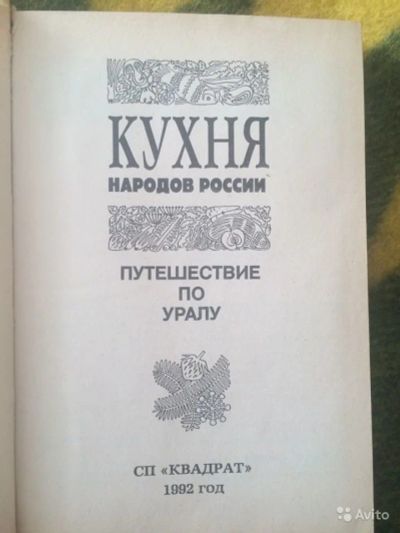 КУХНЯ
НАРОДОВ РОССИИ
ПУТЕШЕСТВИЕ
ПО
УРАЛУ
СП «КВАДРАТ»
1992 ГОД
Avito